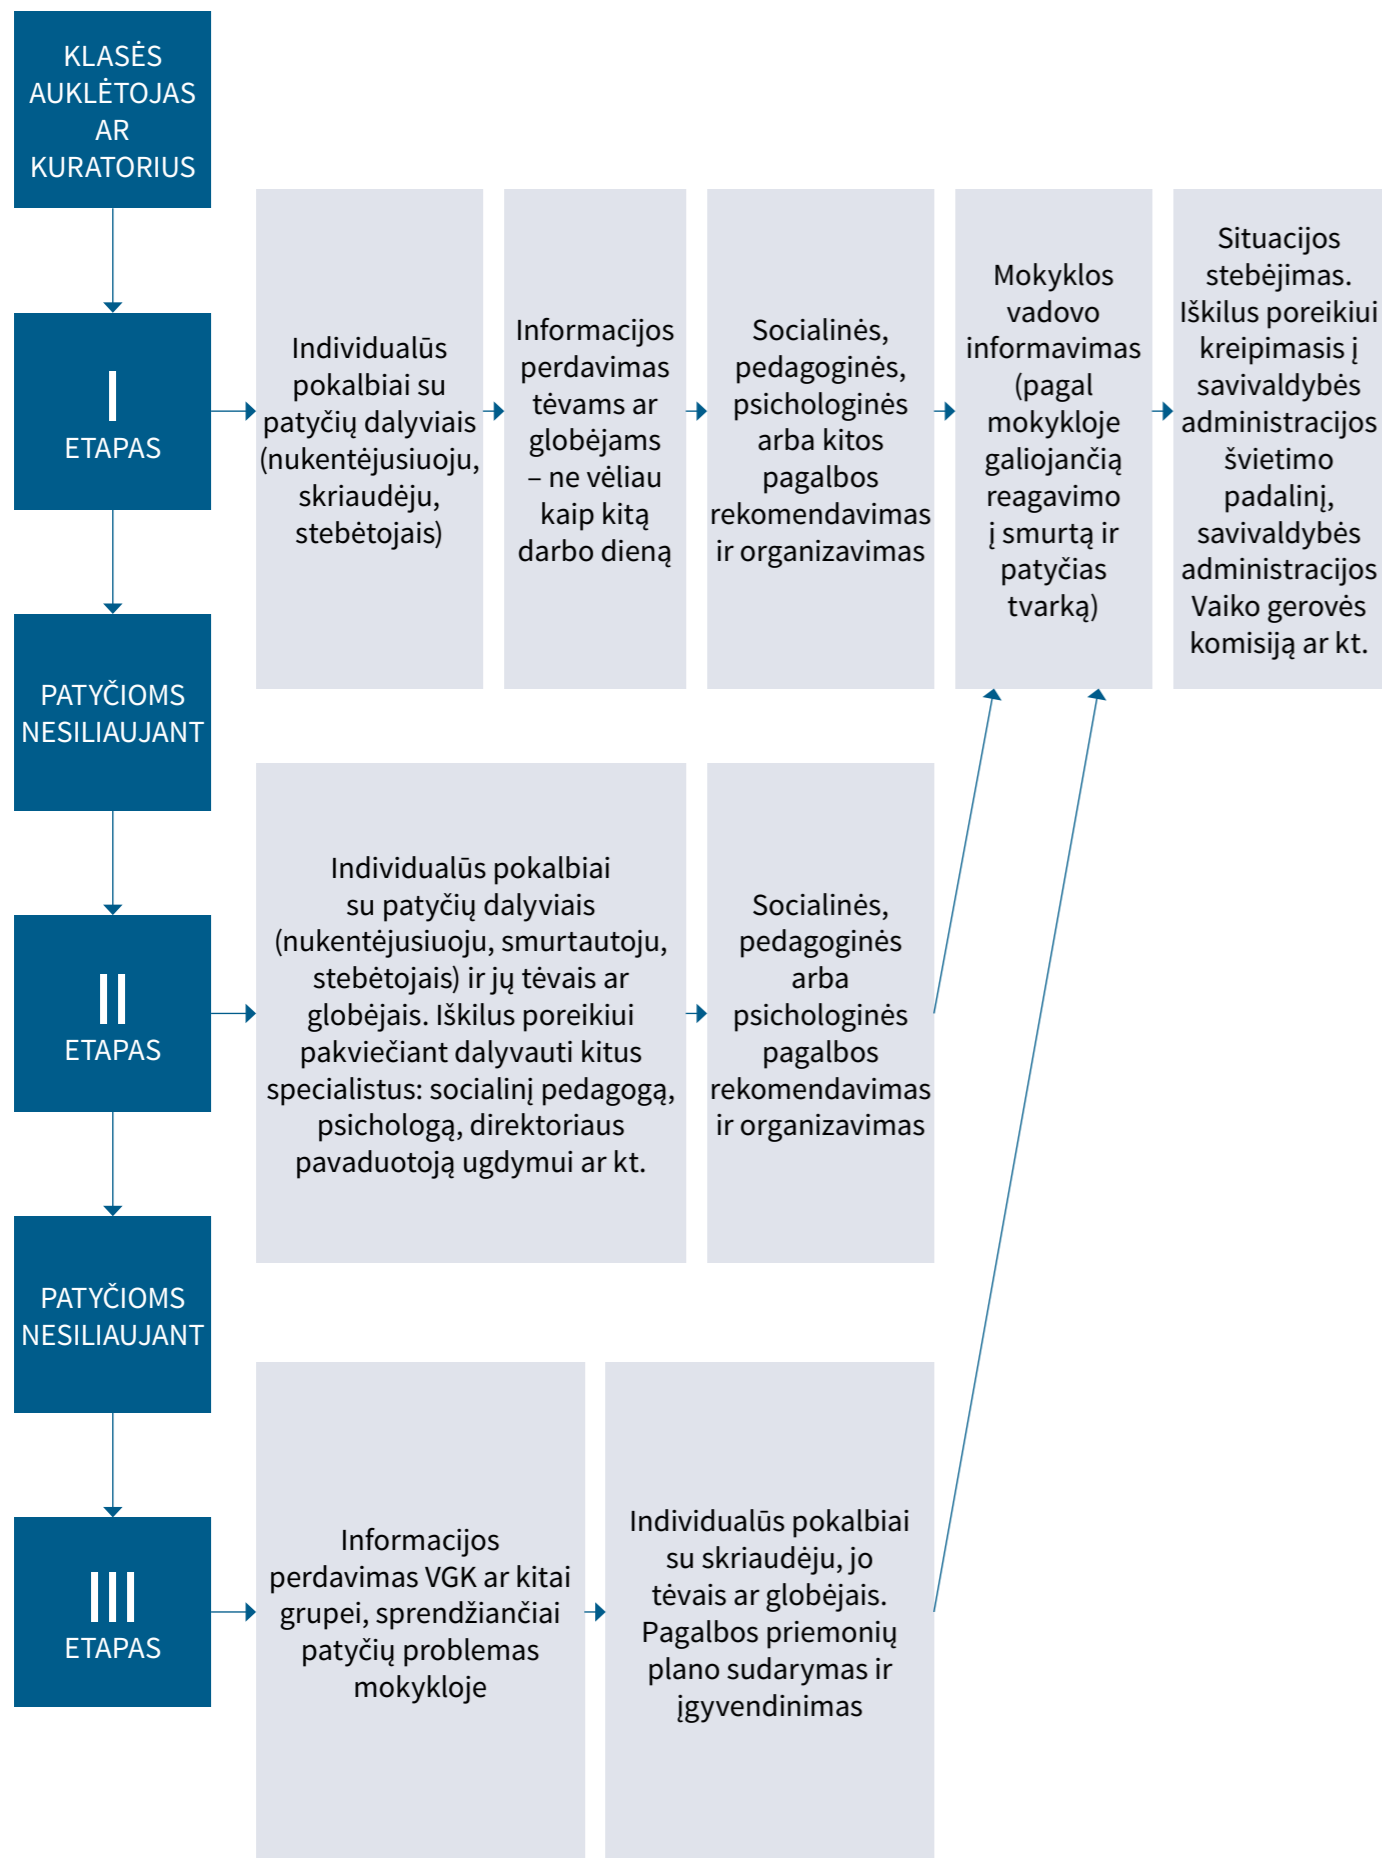 KLASĖS
AUKLĖTOJAS
AR
KURATORIUS
I
ETAPAS
Individualūs
pokalbiai su
patyčių dalyviais
(nukentėjusiuoju,
skriaudėju,
stebėtojais)
Informacijos
perdavimas
tėvams ar
globėjams
– ne vėliau
kaip kitą
darbo dieną
Socialinės,
pedagoginės,
psichologinės
arba kitos
pagalbos
rekomendavimas
ir organizavimas
Mokyklos
vadovo
informavimas
(pagal
mokykloje
galiojančią
reagavimo
į smurtą ir
patyčias
tvarką)
Situacijos
stebėjimas.
Iškilus poreikiui
kreipimasis į
savivaldybės
administracijos
švietimo
padalinį,
savivaldybės
administracijos
Vaiko gerovės
komisiją ar kt.
PATYČIOMS
NESILIAUJANT
II
ETAPAS
Individualūs pokalbiai
su patyčių dalyviais
(nukentėjusiuoju, smurtautoju,
stebėtojais) ir jų tėvais ar
globėjais. Iškilus poreikiui
pakviečiant dalyvauti kitus
specialistus: socialinį pedagogą,
psichologą, direktoriaus
pavaduotoją ugdymui ar kt.
Socialinės,
pedagoginės
arba
psichologinės
pagalbos
rekomendavimas
ir organizavimas
PATYČIOMS
NESILIAUJANT
III
ETAPAS
Informacijos
perdavimas VGK ar kitai
grupei, sprendžiančiai
patyčių problemas
mokykloje
Individualūs pokalbiai
su skriaudėju, jo
tėvais ar globėjais.
Pagalbos priemonių
plano sudarymas ir
įgyvendinimas